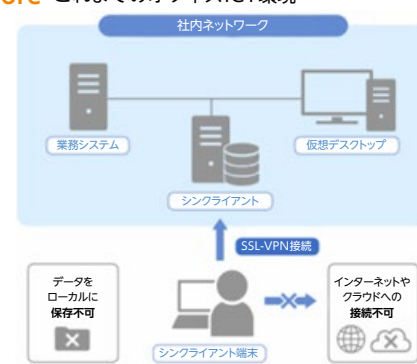 ore これまでのオフィスICT環境
社内ネットワーク
業務システム
仮想デスクトップ
シンクライアント
SSL-VPN接続
データを
ローカルに
保存不可
インターネットや
クラウドへの
接続不可
シンクライアント端末